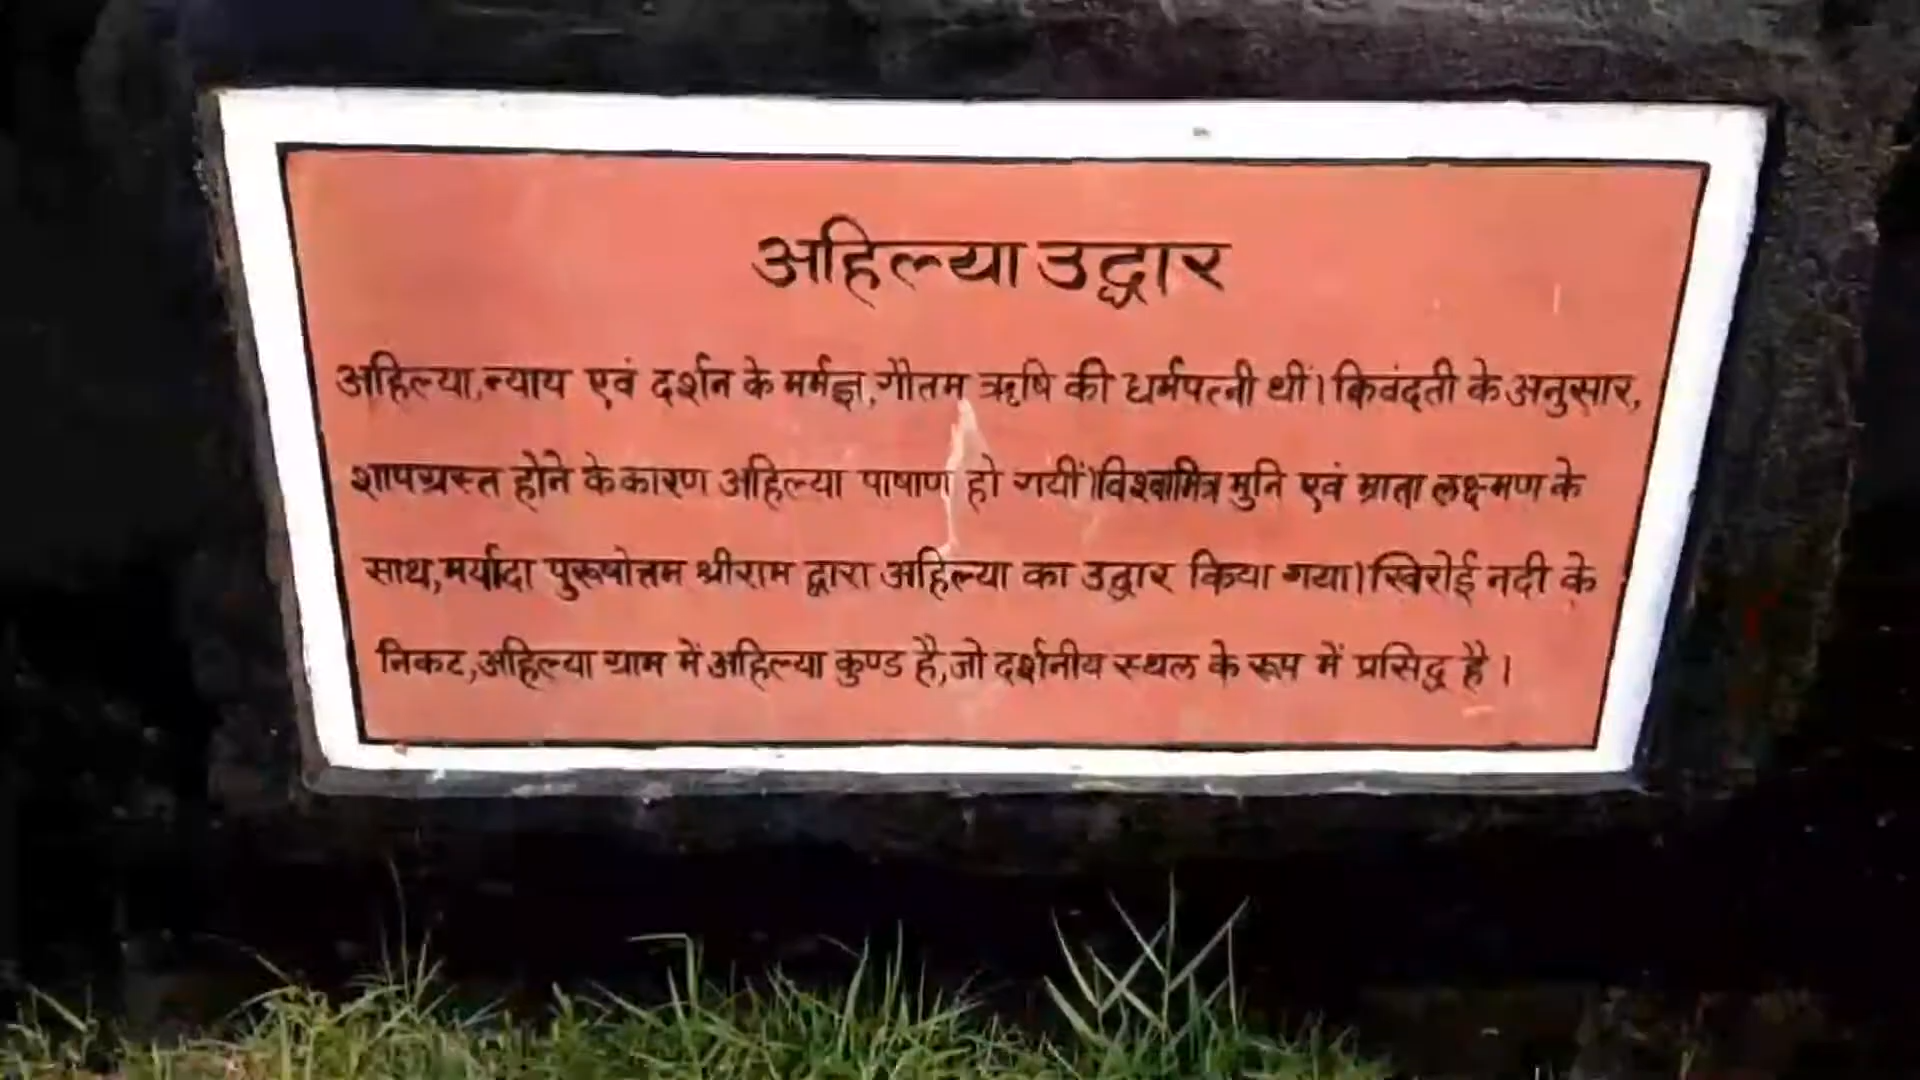 अहिल्या उद्धार
अहिल्या,न्याय एवं दर्शन के मर्मज्ञ,गौतम ऋषि की धर्मपत्नी थीं। किवंदती के अनुसार,
शापग्रस्त होने के कारण अहिल्या पाषाण हो गयीं।विश्वामित्र मुनि एवं भ्राता लक्ष्मण के
साथ,मर्यादा पुरूषोत्तम श्रीराम द्वारा अहिल्या का उद्धार किया गया।खिरोई नदी के
निकट,अहिल्या ग्राम में अहिल्या कुण्ड है,जो दर्शनीय स्थल के रूप में प्रसिद्ध है।